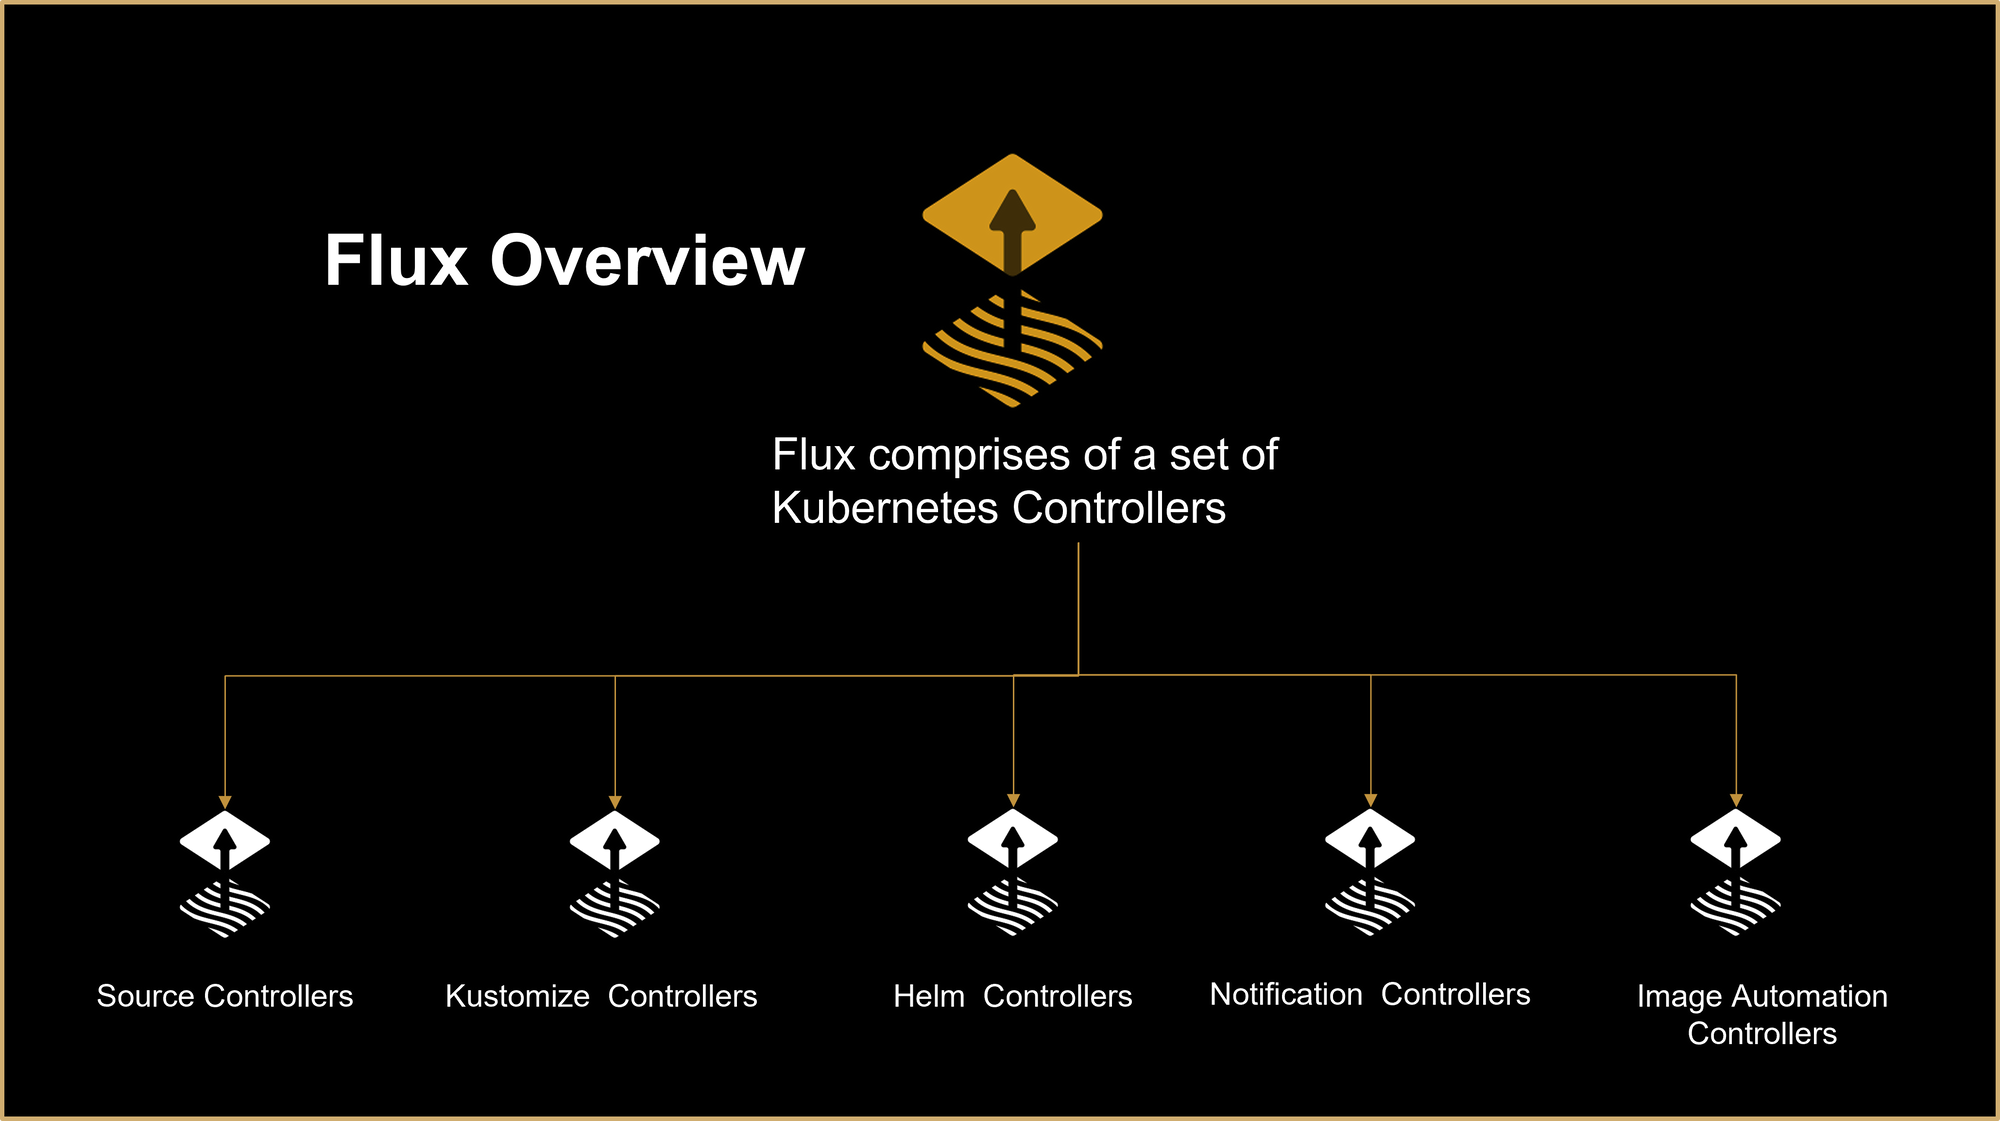 Flux Overview
Flux comprises of a set of
Kubernetes Controllers
Source Controllers
Kustomize  Controllers
Helm  Controllers
Notification  Controllers
Image Automation
Controllers